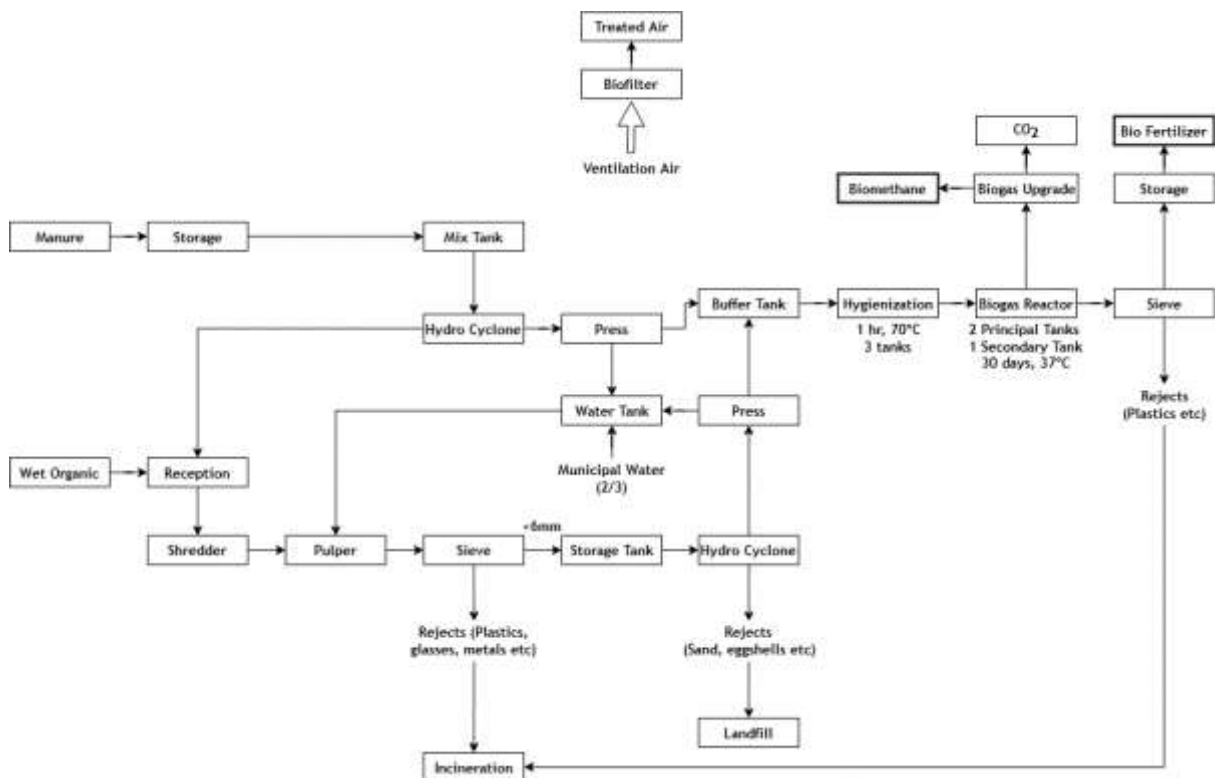 Treated Air
Biofilter
Ventilation Air
CO2
Bio Fertilizer
Biomethane
Biogas Upgrade
Storage
Manure
Storage
Mix Tank
Buffer Tank
Hygienization
Biogas Reactor
Sieve
1 hr, 70°C
3 tanks
2 Principal Tanks
1 Secondary Tank
30 days, 37°C
Hydro Cyclone
Press
Water Tank
Press
Rejects
(Plastics etc)
Municipal Water
(2/3)
Wet Organic
Reception
Shredder
Pulper
Sieve
<6mm
Storage Tank
Hydro Cyclone
Rejects (Plastics,
glasses, metals etc)
Rejects
(Sand, eggshells etc)
Landfill
Incineration